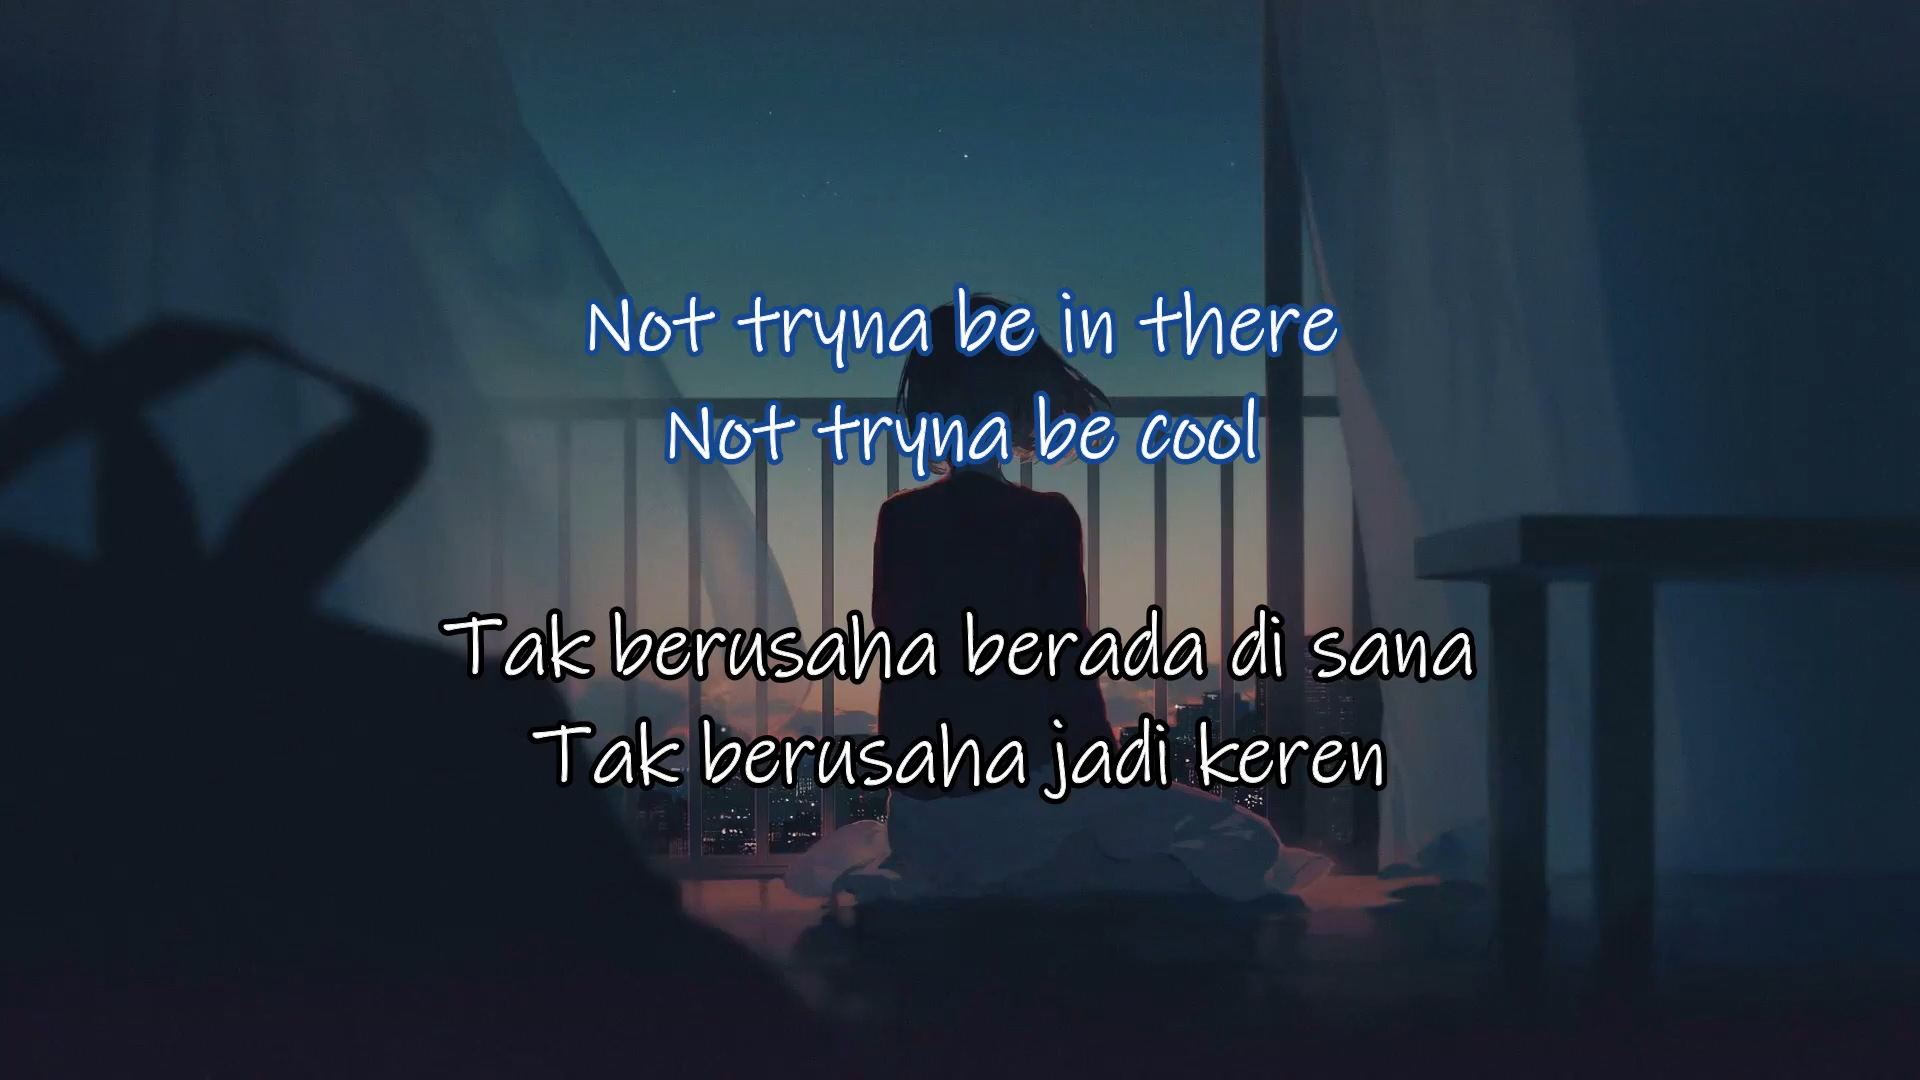 Not tryna be in there
Not tryna be cool
Tak berusaha berada di sana
Tak berusaha jadi keren